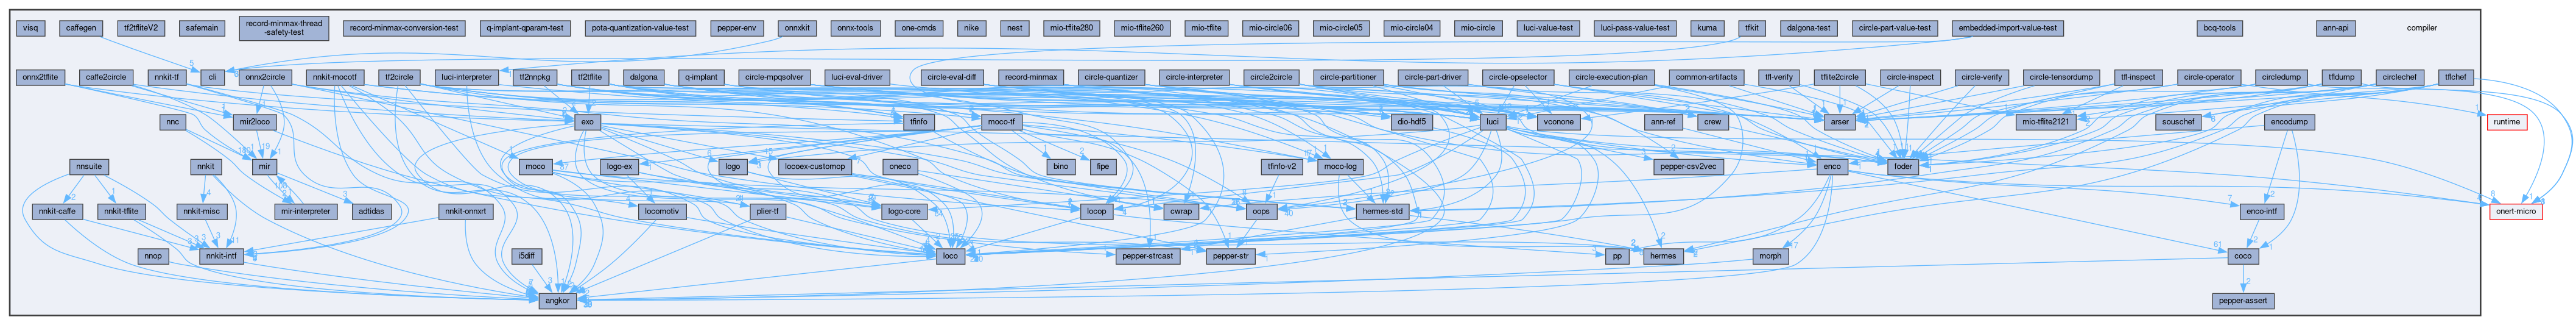 visq
caffegen
tf2tfliteV2
safemain
record-minmax-thread
-safety-test
record-minmax-conversion-test
q-implant-qparam-test
pota-quantization-value-test
pepper-env
onnxkit
onnx-tools
one-cmds
nike
nest
mio-tflite280
mio-tflite260
mio-tflite
mio-circle06
mio-circle05
mio-circle04
mio-circle
luci-value-test
luci-pass-value-test
kuma
tfkit
dalgona-test
circle-part-value-test
embedded-import-value-test
bcq-tools
ann-api
compiler
onnx2tflite
caffe2circle
nnkit-tf
cli
onnx2circle
nnkit-mocotf
tf2circle
luci-interpreter
tf2nnpkg
tf2tflite
dalgona
q-implant
circle-mpqsolver
luci-eval-driver
circle-eval-diff
record-minmax
circle-quantizer
circle-interpreter
circle2circle
circle-partitioner
circle-part-driver
circle-opselector
circle-execution-plan
common-artifacts
tfl-verify
tflite2circle
circle-inspect
circle-verify
circle-tensordump
tfl-inspect
circle-operator
circledump
tfldump
circlechef
tflchef
nnc
mir2loco
exo
tfinfo
moco-tf
dio-hdf5
luci
vconone
ann-ref
crew
arser
mio-tflite2121
souschef
encodump
runtime
nnsuite
nnkit
mir
moco
logo-ex
logo
locoex-customop
oneco
bino
fipe
tfinfo-v2
moco-log
pepper-csv2vec
enco
foder
nnkit-caffe
nnkit-tflite
nnkit-misc
mir-interpreter
adtidas
nnkit-onnxrt
locomotiv
plier-tf
logo-core
locop
cwrap
oops
hermes-std
enco-intf
onert-micro
nnop
nnkit-intf
i5diff
loco
pepper-strcast
pepper-str
pp
hermes
morph
coco
angkor
pepper-assert